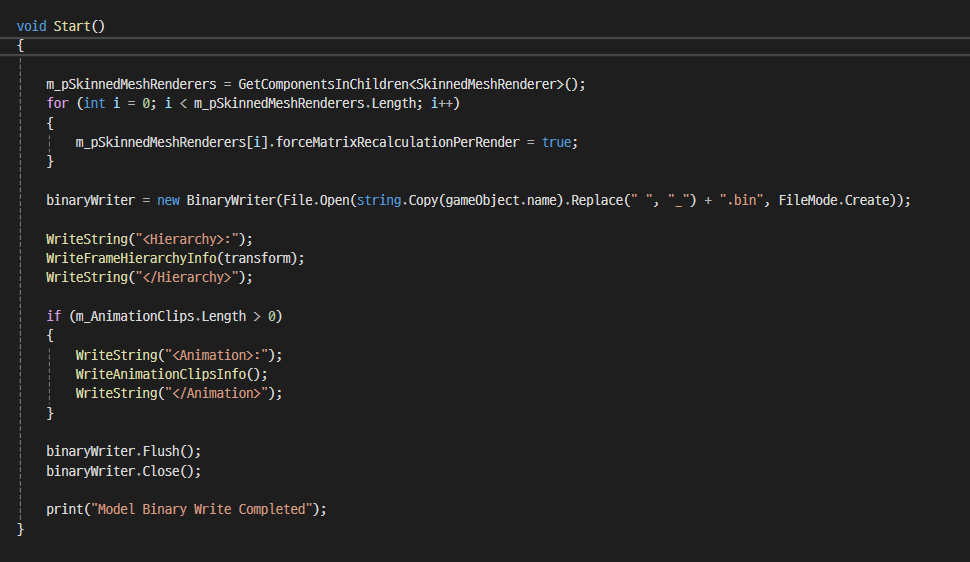 void Start()
{
m_pSkinnedMeshRenderers = GetComponentsInChildren<SkinnedMeshRenderer>();
for (int i = 0; i < m_pSkinnedMeshRenderers.Length; i++)
{
m_pSkinnedMeshRenderers[i].forceMatrixRecalculationPerRender = true;
}
binaryWriter = new BinaryWriter(File.Open(string.Copy(gameObject.name).Replace(" ", "_") + ".bin", FileMode.Create));
WriteString("<Hierarchy>:");
WriteFrameHierarchyInfo(transform);
WriteString("</Hierarchy>");
if (m_AnimationClips.Length > 0)
{
WriteString("<Animation>:");
WriteAnimationClipsInfo();
WriteString("</Animation>");
}
binaryWriter.Flush();
binaryWriter.Close();
print("Model Binary Write Completed");
}